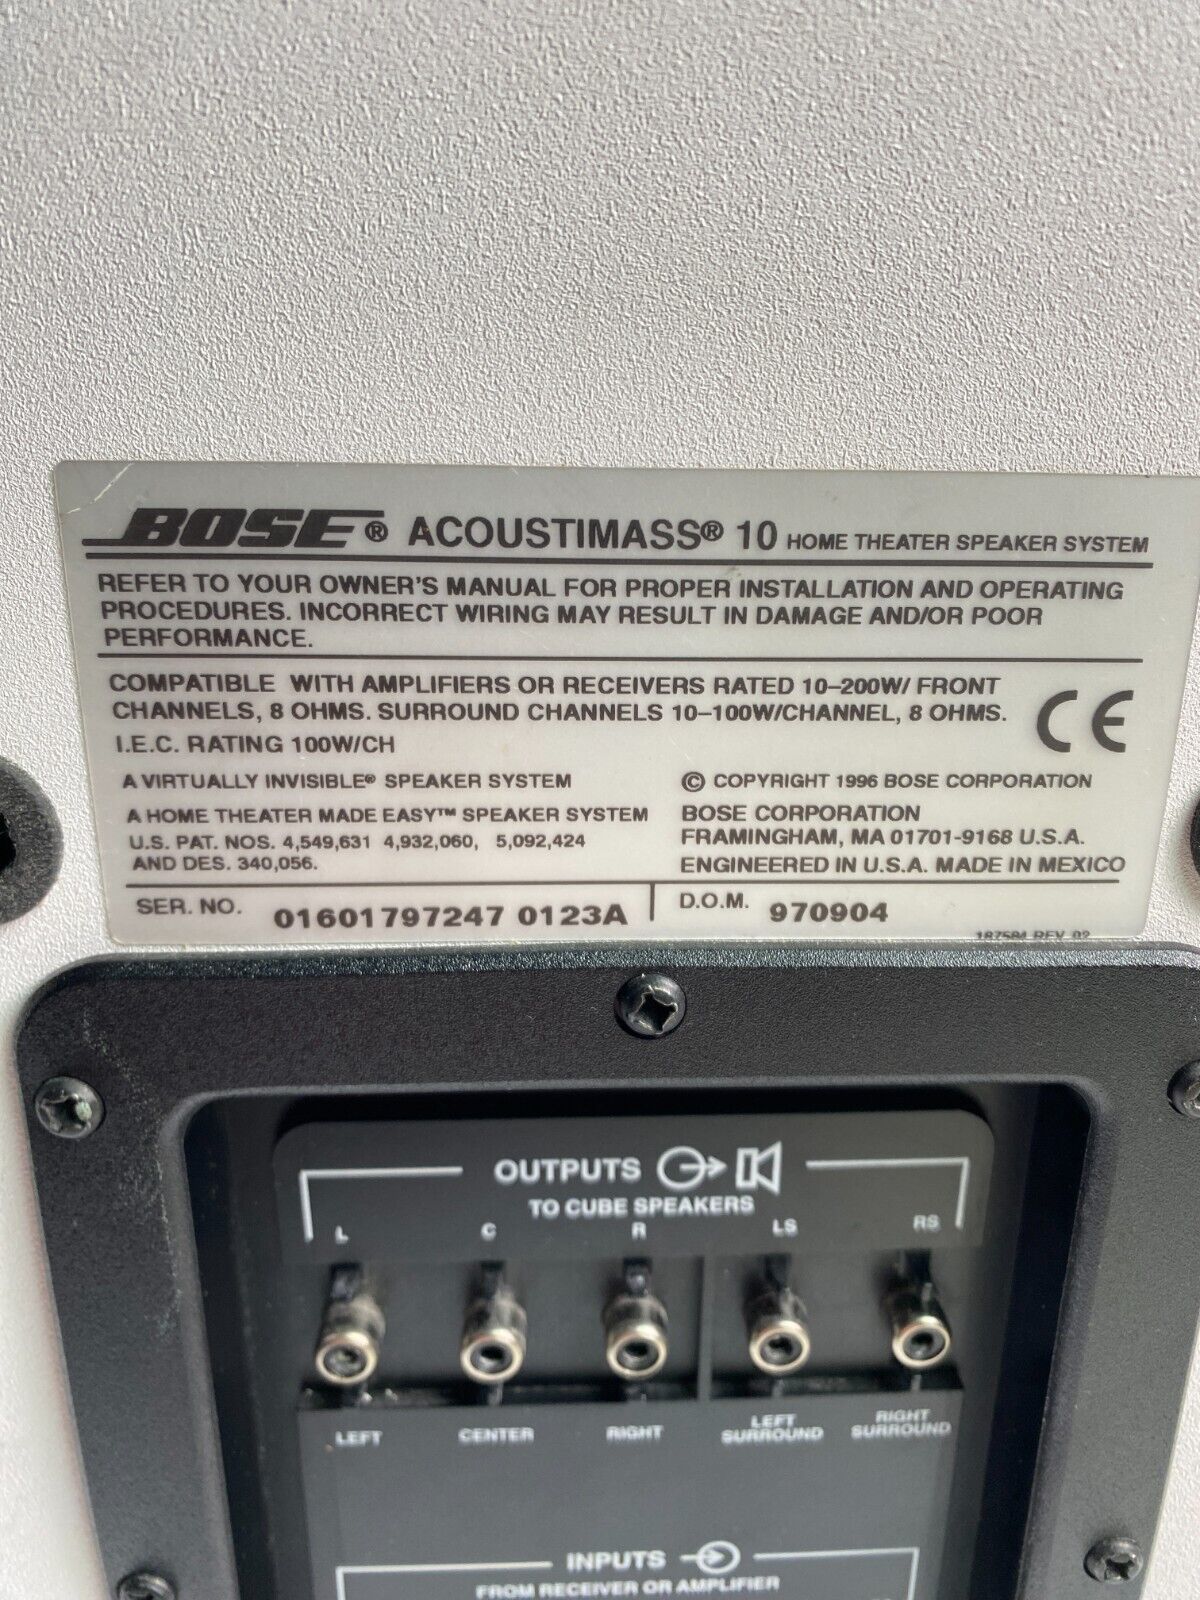 BOSE® ACOUSTIMASS® 10 HOME THEATER SPEAKER SYSTEM
REFER TO YOUR OWNER'S MANUAL FOR PROPER INSTALLATION AND OPERATING
PROCEDURES. INCORRECT WIRING MAY RESULT IN DAMAGE AND/OR POOR
PERFORMANCE.
COMPATIBLE WITH AMPLIFIERS OR RECEIVERS RATED 10–200W/ FRONT
CHANNELS, 8 OHMS. SURROUND CHANNELS 10–100W/CHANNEL, 8 OHMS.
I.E.C. RATING 100W/CH
CE
A VIRTUALLY INVISIBLE® SPEAKER SYSTEM
A HOME THEATER MADE EASY™ SPEAKER SYSTEM
U.S. PAT. NOS. 4,549,631 4,932,060, 5,092,424
AND DES. 340,056.
© COPYRIGHT 1996 BOSE CORPORATION
BOSE CORPORATION
FRAMINGHAM, MA 01701-9168 U.S.A.
ENGINEERED IN U.S.A. MADE IN MEXICO
SER. NO. 01601797247 0123A
D.O.M. 970904
187584 REV 02
OUTPUTS
TO CUBE SPEAKERS
L C R LS RS
LEFT CENTER RIGHT LEFT SURROUND RIGHT SURROUND
INPUTS
FROM RECEIVER OR AMPLIFIER